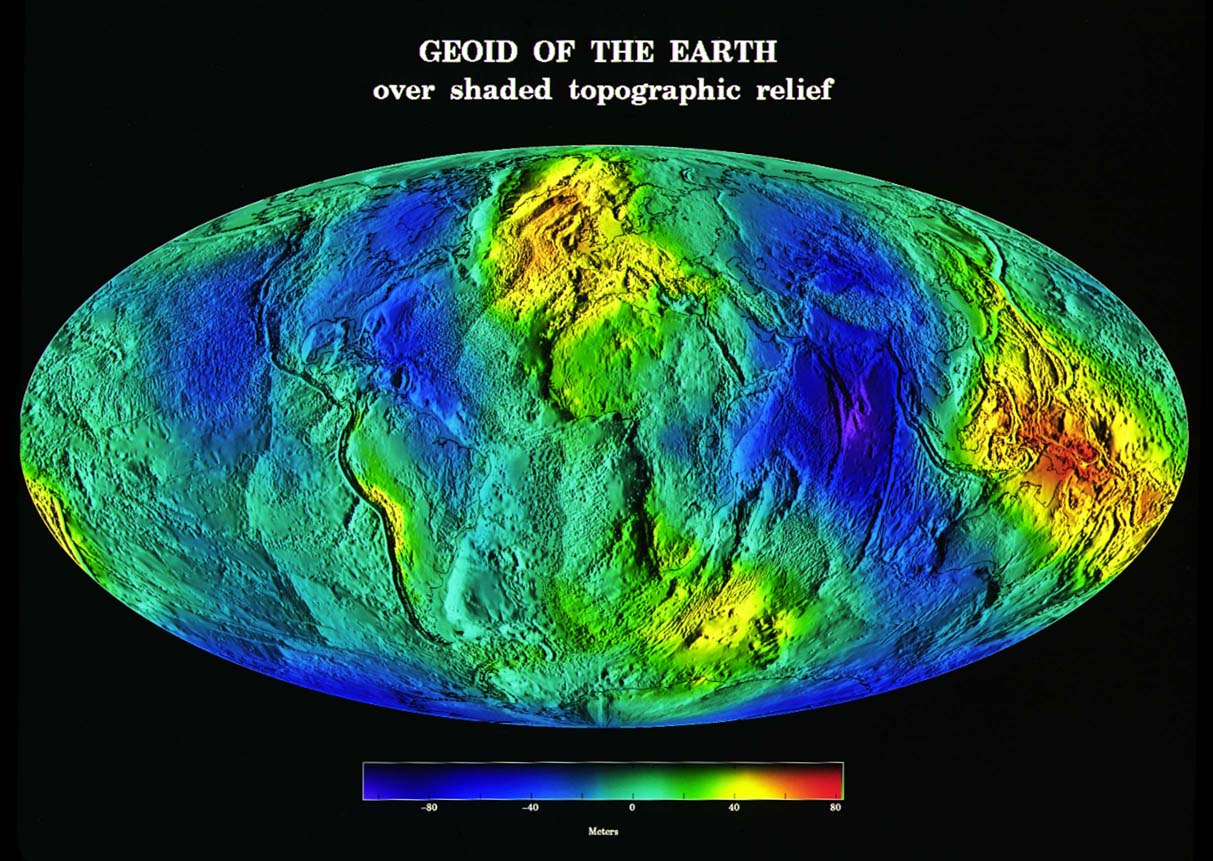 GEOID OF THE EARTH
over shaded topographic relief
-80 -40 0 40 80
Meters